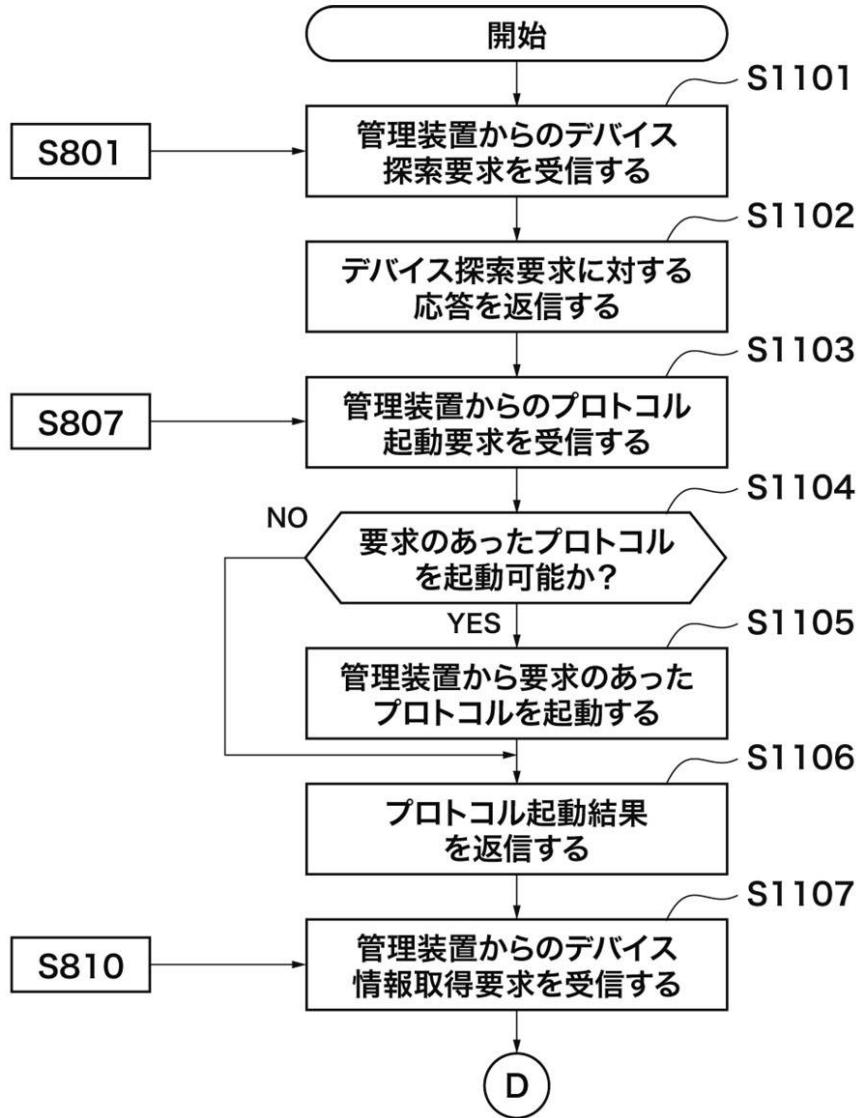 開始
S1101
S801
管理装置からのデバイス
探索要求を受信する
S1102
デバイス探索要求に対する
応答を返信する
S1103
S807
管理装置からのプロトコル
起動要求を受信する
S1104
NO
要求のあったプロトコル
を起動可能か?
YES
S1105
管理装置から要求のあった
プロトコルを起動する
S1106
プロトコル起動結果
を返信する
S1107
S810
管理装置からのデバイス
情報取得要求を受信する
D